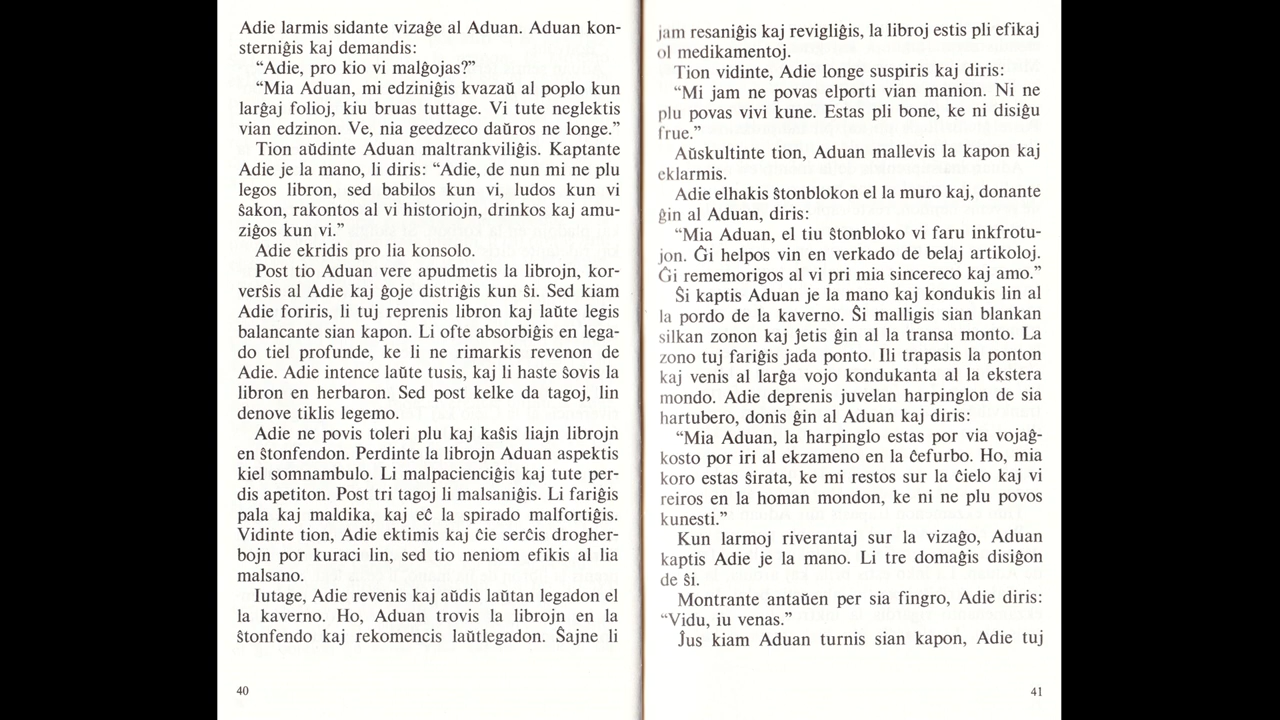 Adie larmis sidante vizaĝe al Aduan. Aduan kon-
sterniĝis kaj demandis:
“Adie, pro kio vi malĝojas?”
“Mia Aduan, mi edziniĝis kvazaŭ al poplo kun
larĝaj folioj, kiu bruas tuttage. Vi tute neglektis
vian edzinon. Ve, nia geedzeco daŭros ne longe.”
Tion aŭdinte Aduan maltrankviliĝis. Kaptante
Adie je la mano, li diris: “Adie, de nun mi ne plu
legos libron, sed babilos kun vi, ludos kun vi
ŝakon, rakontos al vi historiojn, drinkos kaj amu-
ziĝos kun vi.”
Adie ekridis pro lia konsolo.
Post tio Aduan vere apudmetis la librojn, kor-
verŝis al Adie kaj ĝoje distriĝis kun ŝi. Sed kiam
Adie foriris, li tuj reprenis libron kaj laŭte legis
balancante sian kapon. Li ofte absorbiĝis en lega-
do tiel profunde, ke li ne rimarkis revenon de
Adie. Adie intence laŭte tusis, kaj li haste ŝovis la
libron en herbaron. Sed post kelke da tagoj, lin
denove tiklis legemo.
Adie ne povis toleri plu kaj kaŝis liajn librojn
en ŝtonfendon. Perdinte la librojn Aduan aspektis
kiel somnambulo. Li malpacienciĝis kaj tute per-
dis apetiton. Post tri tagoj li malsaniĝis. Li fariĝis
pala kaj maldika, kaj eĉ la spirado malfortiĝis.
Vidinte tion, Adie ektimis kaj ĉie serĉis drogher-
bojn por kuraci lin, sed tio neniom efikis al lia
malsano.
Iutage, Adie revenis kaj aŭdis laŭtan legadon el
la kaverno. Ho, Aduan trovis la librojn en la
ŝtonfendo kaj rekomencis laŭtlegadon. Ŝajne li
40
jam resaniĝis kaj revigliĝis, la libroj estis pli efikaj
ol medikamentoj.
Tion vidinte, Adie longe suspiris kaj diris:
“Mi jam ne povas elporti vian manion. Ni ne
plu povas vivi kune. Estas pli bone, ke ni disiĝu
frue.”
Aŭskultinte tion, Aduan mallevis la kapon kaj
eklarmis.
Adie elhakis ŝtonblokon el la muro kaj, donante
ĝin al Aduan, diris:
“Mia Aduan, el tiu ŝtonbloko vi faru inkfrotu-
jon. Ĝi helpos vin en verkado de belaj artikoloj.
Ĝi rememorigos al vi pri mia sincereco kaj amo.”
Ŝi kaptis Aduan je la mano kaj kondukis lin al
la pordo de la kaverno. Ŝi malligis sian blankan
silkan zonon kaj ĵetis ĝin al la transa monto. La
zono tuj fariĝis jada ponto. Ili trapasis la ponton
kaj venis al larĝa vojo kondukanta al la ekstera
mondo. Adie deprenis juvelan harpinglon de sia
hartubero, donis ĝin al Aduan kaj diris:
“Mia Aduan, la harpinglo estas por via vojaĝ-
kosto por iri al ekzameno en la ĉefurbo. Ho, mia
koro estas ŝirata, ke mi restos sur la ĉielo kaj vi
reiros en la homan mondon, ke ni ne plu povos
kunesti.”
Kun larmoj riverantaj sur la vizaĝo, Aduan
kaptis Adie je la mano. Li tre domaĝis disiĝon
de ŝi.
Montrante antaŭen per sia fingro, Adie diris:
“Vidu, iu venas.”
Ĵus kiam Aduan turnis sian kapon, Adie tuj
41